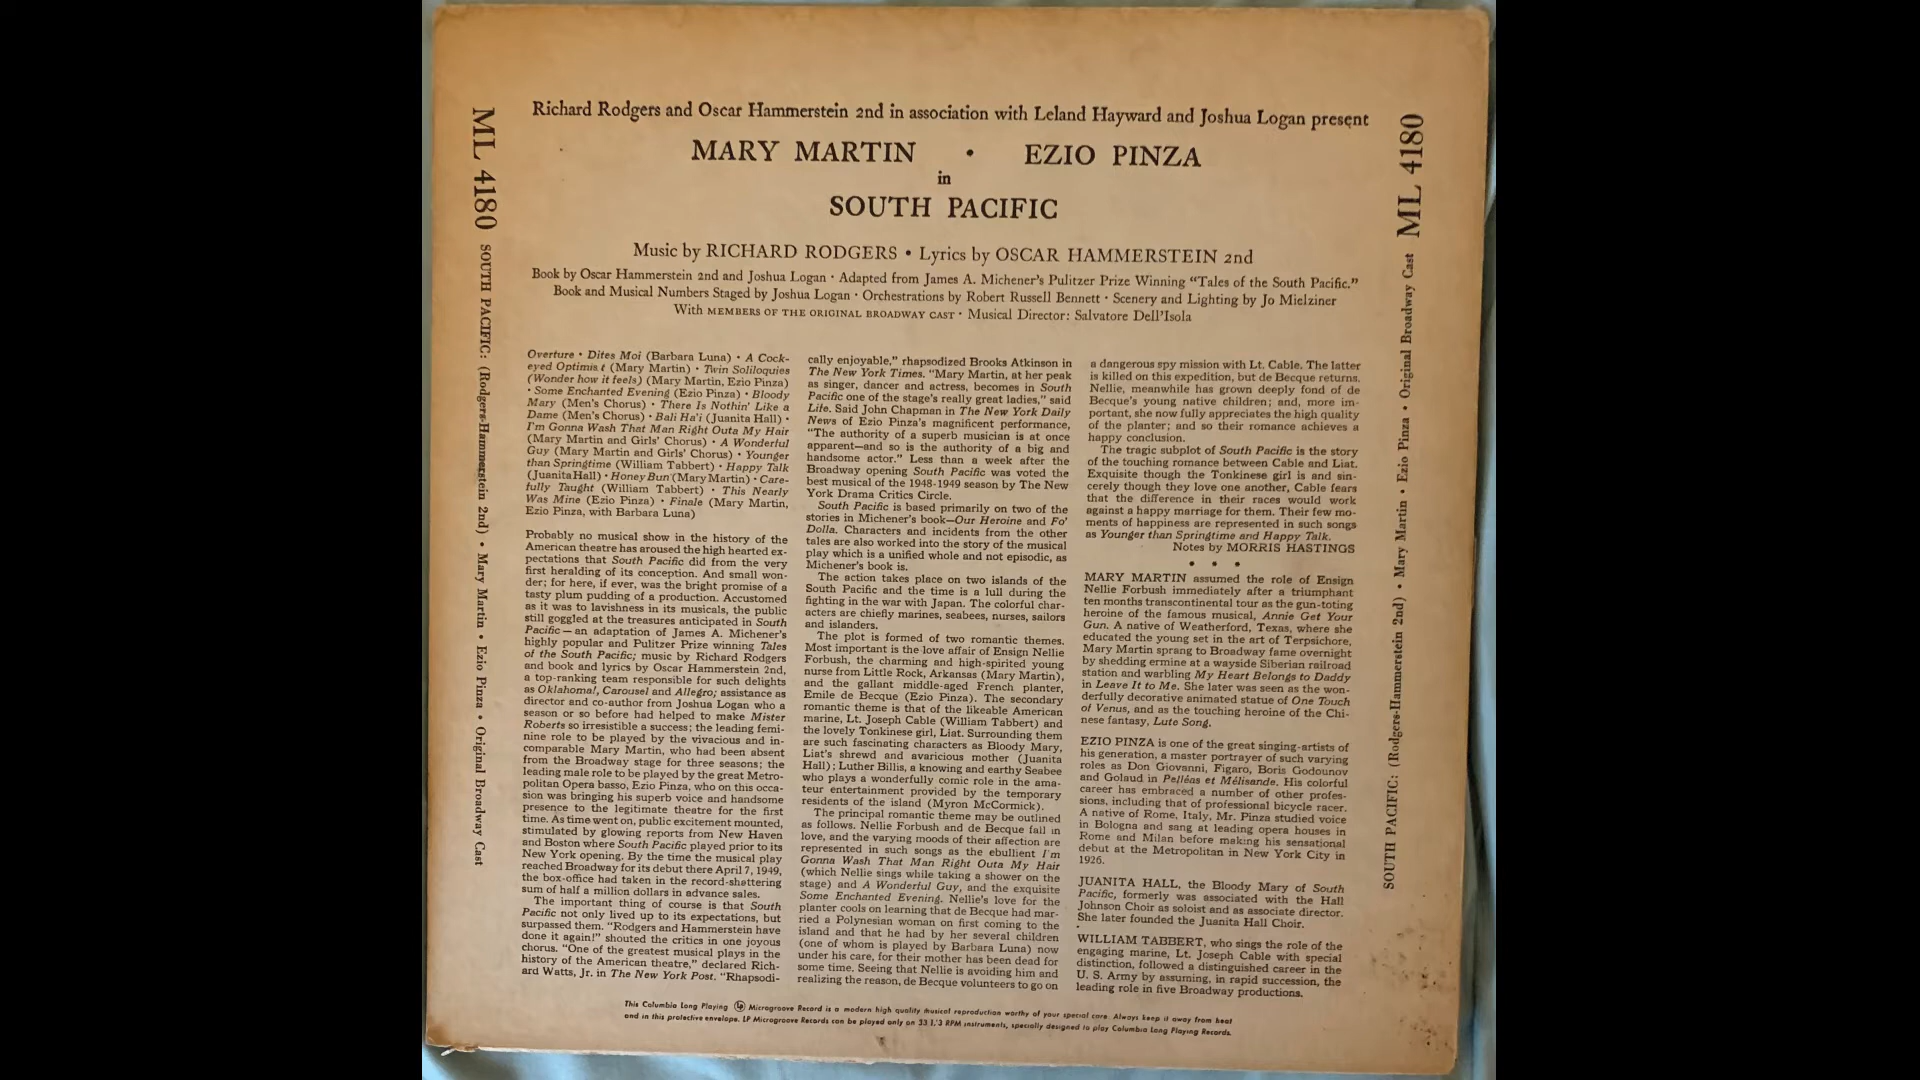 Richard Rodgers and Oscar Hammerstein 2nd in association with Leland Hayward and Joshua Logan present
MARY MARTIN • EZIO PINZA
in
SOUTH PACIFIC
Music by RICHARD RODGERS • Lyrics by OSCAR HAMMERSTEIN 2nd
Book by Oscar Hammerstein 2nd and Joshua Logan • Adapted from James A. Michener's Pulitzer Prize Winning “Tales of the South Pacific.”
Book and Musical Numbers Staged by Joshua Logan • Orchestrations by Robert Russell Bennett • Scenery and Lighting by Jo Mielziner
With MEMBERS OF THE ORIGINAL BROADWAY CAST • Musical Director: Salvatore Dell'Isola
ML 4180 SOUTH PACIFIC: (Rodgers-Hammerstein 2nd) • Mary Martin • Ezio Pinza • Original Broadway Cast
Overture • Dites Moi (Barbara Luna) • A Cock-
eyed Optimist (Mary Martin) • Twin Soliloquies
(Wonder how it feels) (Mary Martin, Ezio Pinza)
• Some Enchanted Evening (Ezio Pinza) • Bloody
Mary (Men's Chorus) • There Is Nothin' Like a
Dame (Men's Chorus) • Bali Ha'i (Juanita Hall) •
I'm Gonna Wash That Man Right Outa My Hair
(Mary Martin and Girls' Chorus) • A Wonderful
Guy (Mary Martin and Girls' Chorus) • Younger
than Springtime (William Tabbert) • Happy Talk
(Juanita Hall) • Honey Bun (Mary Martin) • Care-
fully Taught (William Tabbert) • This Nearly
Was Mine (Ezio Pinza) • Finale (Mary Martin,
Ezio Pinza, with Barbara Luna)
Probably no musical show in the history of the
American theatre has aroused the high hearted ex-
pectations that South Pacific did from the very
first heralding of its conception. And small won-
der; for here, if ever, was the bright promise of a
tasty plum pudding of a production. Accustomed
as it was to lavishness in its musicals, the public
still goggled at the treasures anticipated in South
Pacific — an adaptation of James A. Michener's
highly popular and Pulitzer Prize winning Tales
of the South Pacific; music by Richard Rodgers
and book and lyrics by Oscar Hammerstein 2nd,
a top-ranking team responsible for such delights
as Oklahoma!, Carousel and Allegro; assistance as
director and co-author from Joshua Logan who a
season or so before had helped to make Mister
Roberts so irresistible a success; the leading femi-
nine role to be played by the vivacious and in-
comparable Mary Martin, who had been absent
from the Broadway stage for three seasons; the
leading male role to be played by the great Metro-
politan Opera basso, Ezio Pinza, who on this occa-
sion was bringing his superb voice and handsome
presence to the legitimate theatre for the first
time. As time went on, public excitement mounted,
stimulated by glowing reports from New Haven
and Boston where South Pacific played prior to its
New York opening. By the time the musical play
reached Broadway for its debut there April 7, 1949,
the box-office had taken in the record-shattering
sum of half a million dollars in advance sales.
The important thing of course is that South
Pacific not only lived up to its expectations, but
surpassed them. “Rodgers and Hammerstein have
done it again!” shouted the critics in one joyous
chorus. “One of the greatest musical plays in the
history of the American theatre,” declared Rich-
ard Watts, Jr. in The New York Post. “Rhapsodi-
cally enjoyable,” rhapsodized Brooks Atkinson in
The New York Times. “Mary Martin, at her peak
as singer, dancer and actress, becomes in South
Pacific one of the stage's really great ladies,” said
Life. Said John Chapman in The New York Daily
News of Ezio Pinza's magnificent performance,
“The authority of a superb musician is at once
apparent—and so is the authority of a big and
handsome actor.” Less than a week after the
Broadway opening South Pacific was voted the
best musical of the 1948-1949 season by The New
York Drama Critics Circle.
South Pacific is based primarily on two of the
stories in Michener's book—Our Heroine and Fo'
Dolla. Characters and incidents from the other
tales are also worked into the story of the musical
play which is a unified whole and not episodic, as
Michener's book is.
The action takes place on two islands of the
South Pacific and the time is a lull during the
fighting in the war with Japan. The colorful char-
acters are chiefly marines, seabees, nurses, sailors
and islanders.
The plot is formed of two romantic themes.
Most important is the love affair of Ensign Nellie
Forbush, the charming and high-spirited young
nurse from Little Rock, Arkansas (Mary Martin),
and the gallant middle-aged French planter,
Emile de Becque (Ezio Pinza). The secondary
romantic theme is that of the likeable American
marine, Lt. Joseph Cable (William Tabbert) and
the lovely Tonkinese girl, Liat. Surrounding them
are such fascinating characters as Bloody Mary,
Liat's shrewd and avaricious mother (Juanita
Hall); Luther Billis, a knowing and earthy Seabee
who plays a wonderfully comic role in the ama-
teur entertainment provided by the temporary
residents of the island (Myron McCormick).
The principal romantic theme may be outlined
as follows. Nellie Forbush and de Becque fall in
love, and the varying moods of their affection are
represented in such songs as the ebullient I'm
Gonna Wash That Man Right Outa My Hair
(which Nellie sings while taking a shower on the
stage) and A Wonderful Guy, and the exquisite
Some Enchanted Evening. Nellie's love for the
planter cools on learning that de Becque had mar-
ried a Polynesian woman on first coming to the
island and that he had by her several children
(one of whom is played by Barbara Luna) now
under his care, for their mother has been dead for
some time. Seeing that Nellie is avoiding him and
realizing the reason, de Becque volunteers to go on
a dangerous spy mission with Lt. Cable. The latter
is killed on this expedition, but de Becque returns.
Nellie, meanwhile has grown deeply fond of de
Becque's young native children; and, more im-
portant, she now fully appreciates the high quality
of the planter; and so their romance achieves a
happy conclusion.
The tragic subplot of South Pacific is the story
of the touching romance between Cable and Liat.
Exquisite though the Tonkinese girl is and sin-
cerely though they love one another, Cable fears
that the difference in their races would work
against a happy marriage for them. Their few mo-
ments of happiness are represented in such songs
as Younger than Springtime and Happy Talk.
Notes by MORRIS HASTINGS
• • •
MARY MARTIN assumed the role of Ensign
Nellie Forbush immediately after a triumphant
ten months transcontinental tour as the gun-toting
heroine of the famous musical, Annie Get Your
Gun. A native of Weatherford, Texas, where she
educated the young set in the art of Terpsichore,
Mary Martin sprang to Broadway fame overnight
by shedding ermine at a wayside Siberian railroad
station and warbling My Heart Belongs to Daddy
in Leave It to Me. She later was seen as the won-
derfully decorative animated statue of One Touch
of Venus, and as the touching heroine of the Chi-
nese fantasy, Lute Song.
EZIO PINZA is one of the great singing-artists of
his generation, a master portrayer of such varying
roles as Don Giovanni, Figaro, Boris Godounov
and Golaud in Pelléas et Mélisande. His colorful
career has embraced a number of other profes-
sions, including that of professional bicycle racer.
A native of Rome, Italy, Mr. Pinza studied voice
in Bologna and sang at leading opera houses in
Rome and Milan before making his sensational
debut at the Metropolitan in New York City in
1926.
JUANITA HALL, the Bloody Mary of South
Pacific, formerly was associated with the Hall
Johnson Choir as soloist and as associate director.
She later founded the Juanita Hall Choir.
WILLIAM TABBERT, who sings the role of the
engaging marine, Lt. Joseph Cable with special
distinction, followed a distinguished career in the
U. S. Army by assuming, in rapid succession, the
leading role in five Broadway productions.
ML 4180 SOUTH PACIFIC: (Rodgers-Hammerstein 2nd) • Mary Martin • Ezio Pinza • Original Broadway Cast
This Columbia Long Playing LP Microgroove Record is a modern high quality musical reproduction worthy of your special care. Always keep it away from heat
and in this protective envelope. LP Microgroove Records can be played only on 33 1/3 RPM instruments, specially designed to play Columbia Long Playing Records.